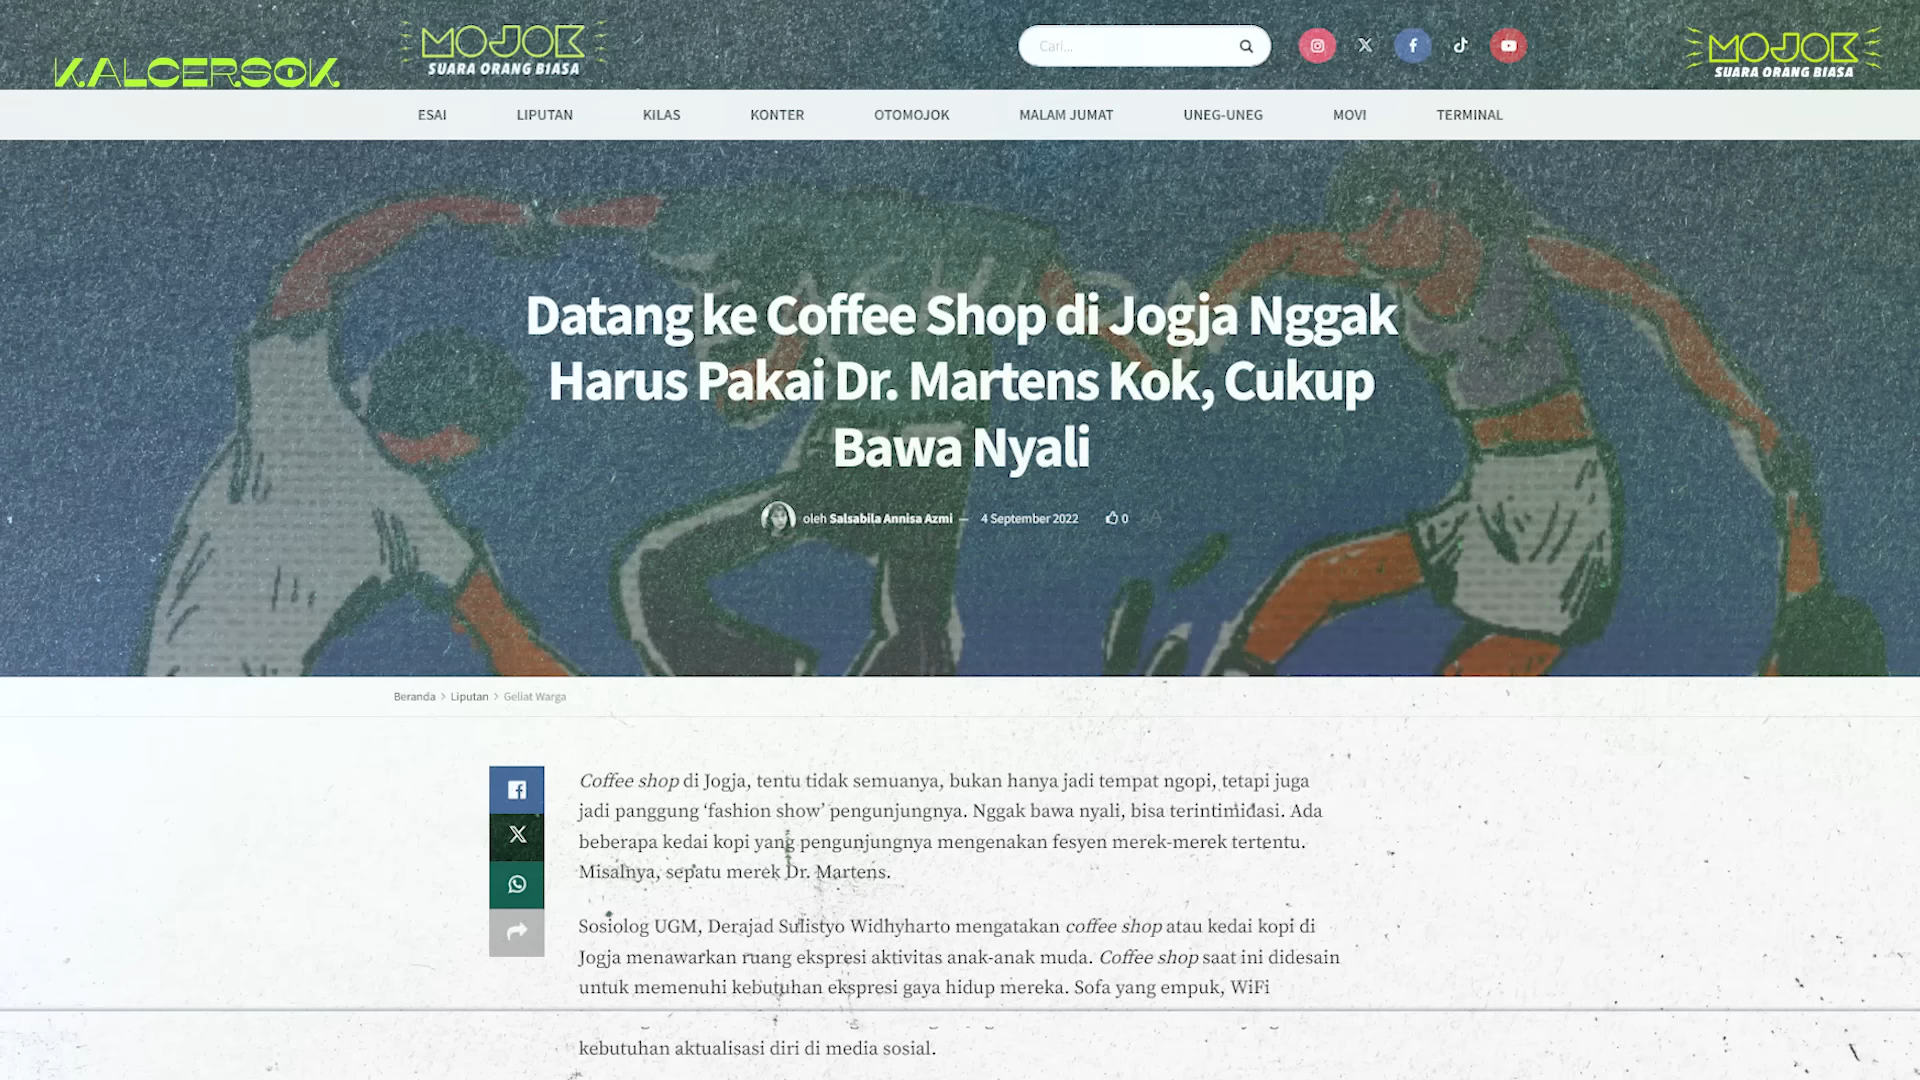 KALCERSOK
MOJOK
SUARA ORANG BIASA
Cari...
MOJOK
SUARA ORANG BIASA
ESAI LIPUTAN KILAS KONTER OTOMOJOK MALAM JUMAT UNEG-UNEG MOVI TERMINAL
Datang ke Coffee Shop di Jogja Nggak
Harus Pakai Dr. Martens Kok, Cukup
Bawa Nyali
oleh Salsabila Annisa Azmi — 4 September 2022 0 AA
Beranda > Liputan > Geliat Warga
Coffee shop di Jogja, tentu tidak semuanya, bukan hanya jadi tempat ngopi, tetapi juga
jadi panggung ‘fashion show’ pengunjungnya. Nggak bawa nyali, bisa terintimidasi. Ada
beberapa kedai kopi yang pengunjungnya mengenakan fesyen merek-merek tertentu.
Misalnya, sepatu merek Dr. Martens.
Sosiolog UGM, Derajad Sulistyo Widhyharto mengatakan coffee shop atau kedai kopi di
Jogja menawarkan ruang ekspresi aktivitas anak-anak muda. Coffee shop saat ini didesain
untuk memenuhi kebutuhan ekspresi gaya hidup mereka. Sofa yang empuk, WiFi
kebutuhan aktualisasi diri di media sosial.